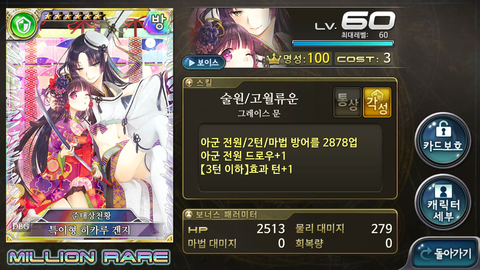 방
LV. 60
최대레벨: 60
보이스
명성:100 COST: 3
스킬
술원/고월류운
그레이스 문
통상
각성
아군 전원/2턴/마법 방어를 2878업
아군 전원 드로우+1
【3턴 이하】효과 턴+1
카드보호
보너스 패러미터
HP 2513 물리 대미지 279
마법 대미지 0 회복량 0
캐릭터
세부
특이형 히카루 겐지
MILLION RARE
돌아가기